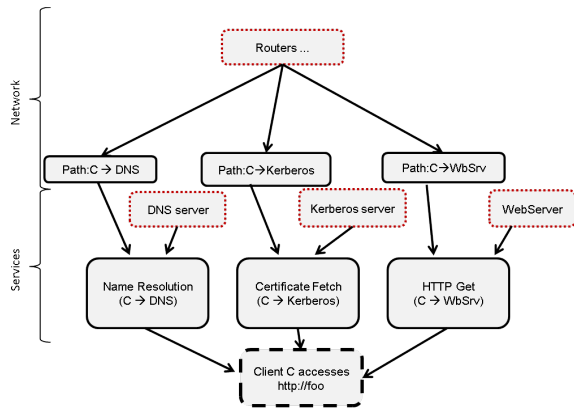 Routers ...
Network
Path:C → DNS
Path:C→Kerberos
Path:C→WbSrv
DNS server
Kerberos server
WebServer
Services
Name Resolution
(C → DNS)
Certificate Fetch
(C → Kerberos)
HTTP Get
(C → WbSrv)
Client C accesses
http://foo